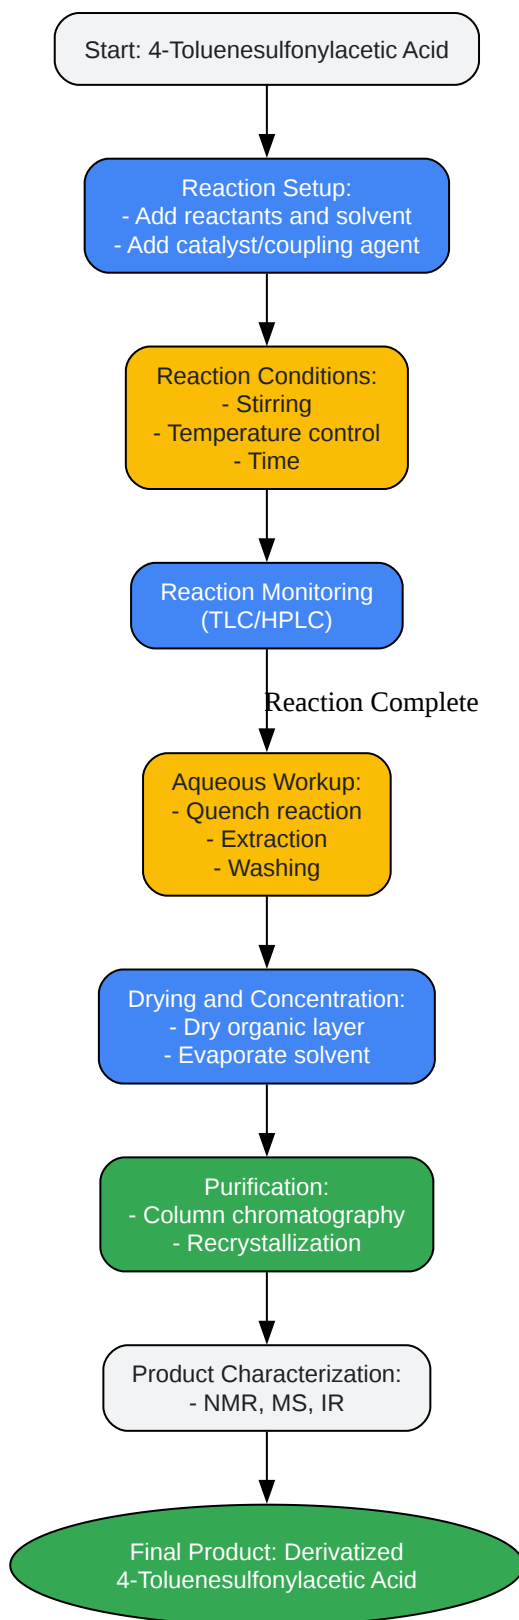 Start: 4-Toluenesulfonylacetic Acid
Reaction Setup:
- Add reactants and solvent
- Add catalyst/coupling agent
Reaction Conditions:
- Stirring
- Temperature control
- Time
Reaction Monitoring
(TLC/HPLC)
Reaction Complete
Aqueous Workup:
- Quench reaction
- Extraction
- Washing
Drying and Concentration:
- Dry organic layer
- Evaporate solvent
Purification:
- Column chromatography
- Recrystallization
Product Characterization:
- NMR, MS, IR
Final Product: Derivatized
4-Toluenesulfonylacetic Acid